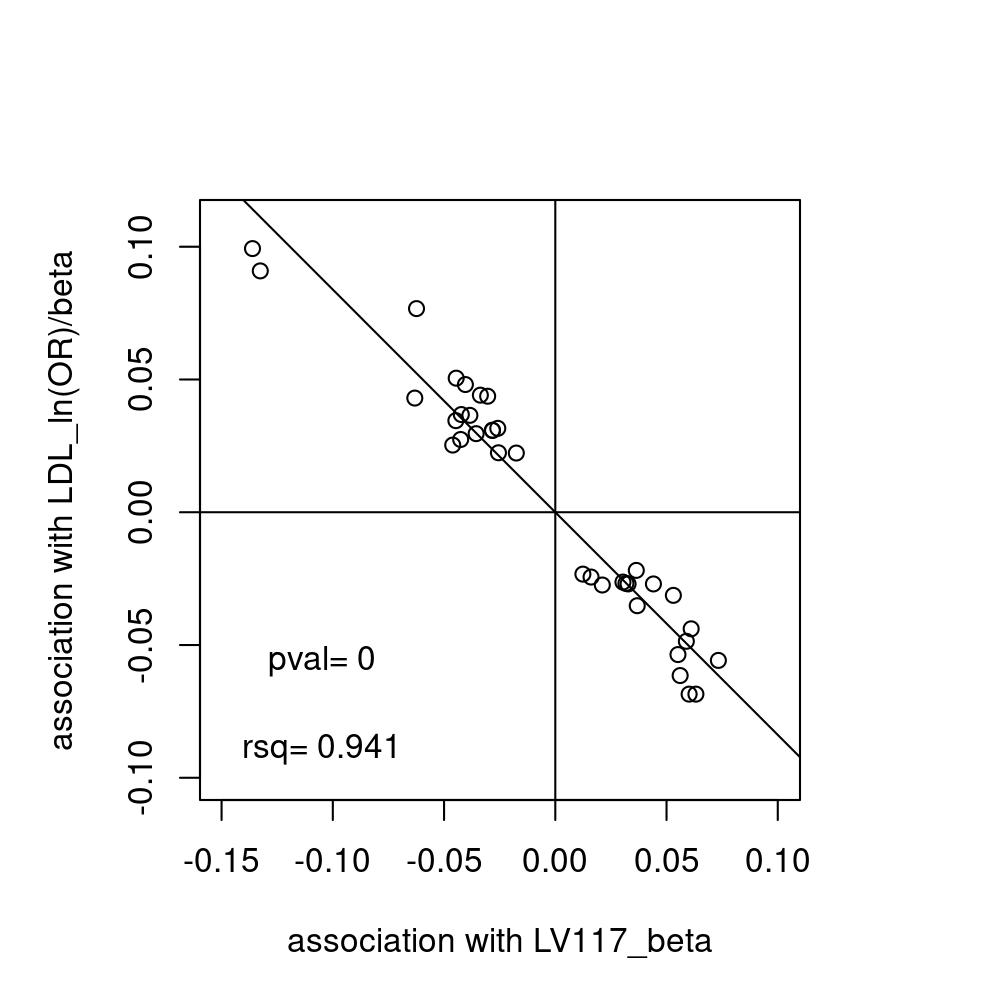 association with LDL_ln(OR)/beta
0.10
0.05
0.00
-0.05
-0.10
pval= 0
rsq= 0.941
-0.15 -0.10 -0.05 0.00 0.05 0.10
association with LV117_beta